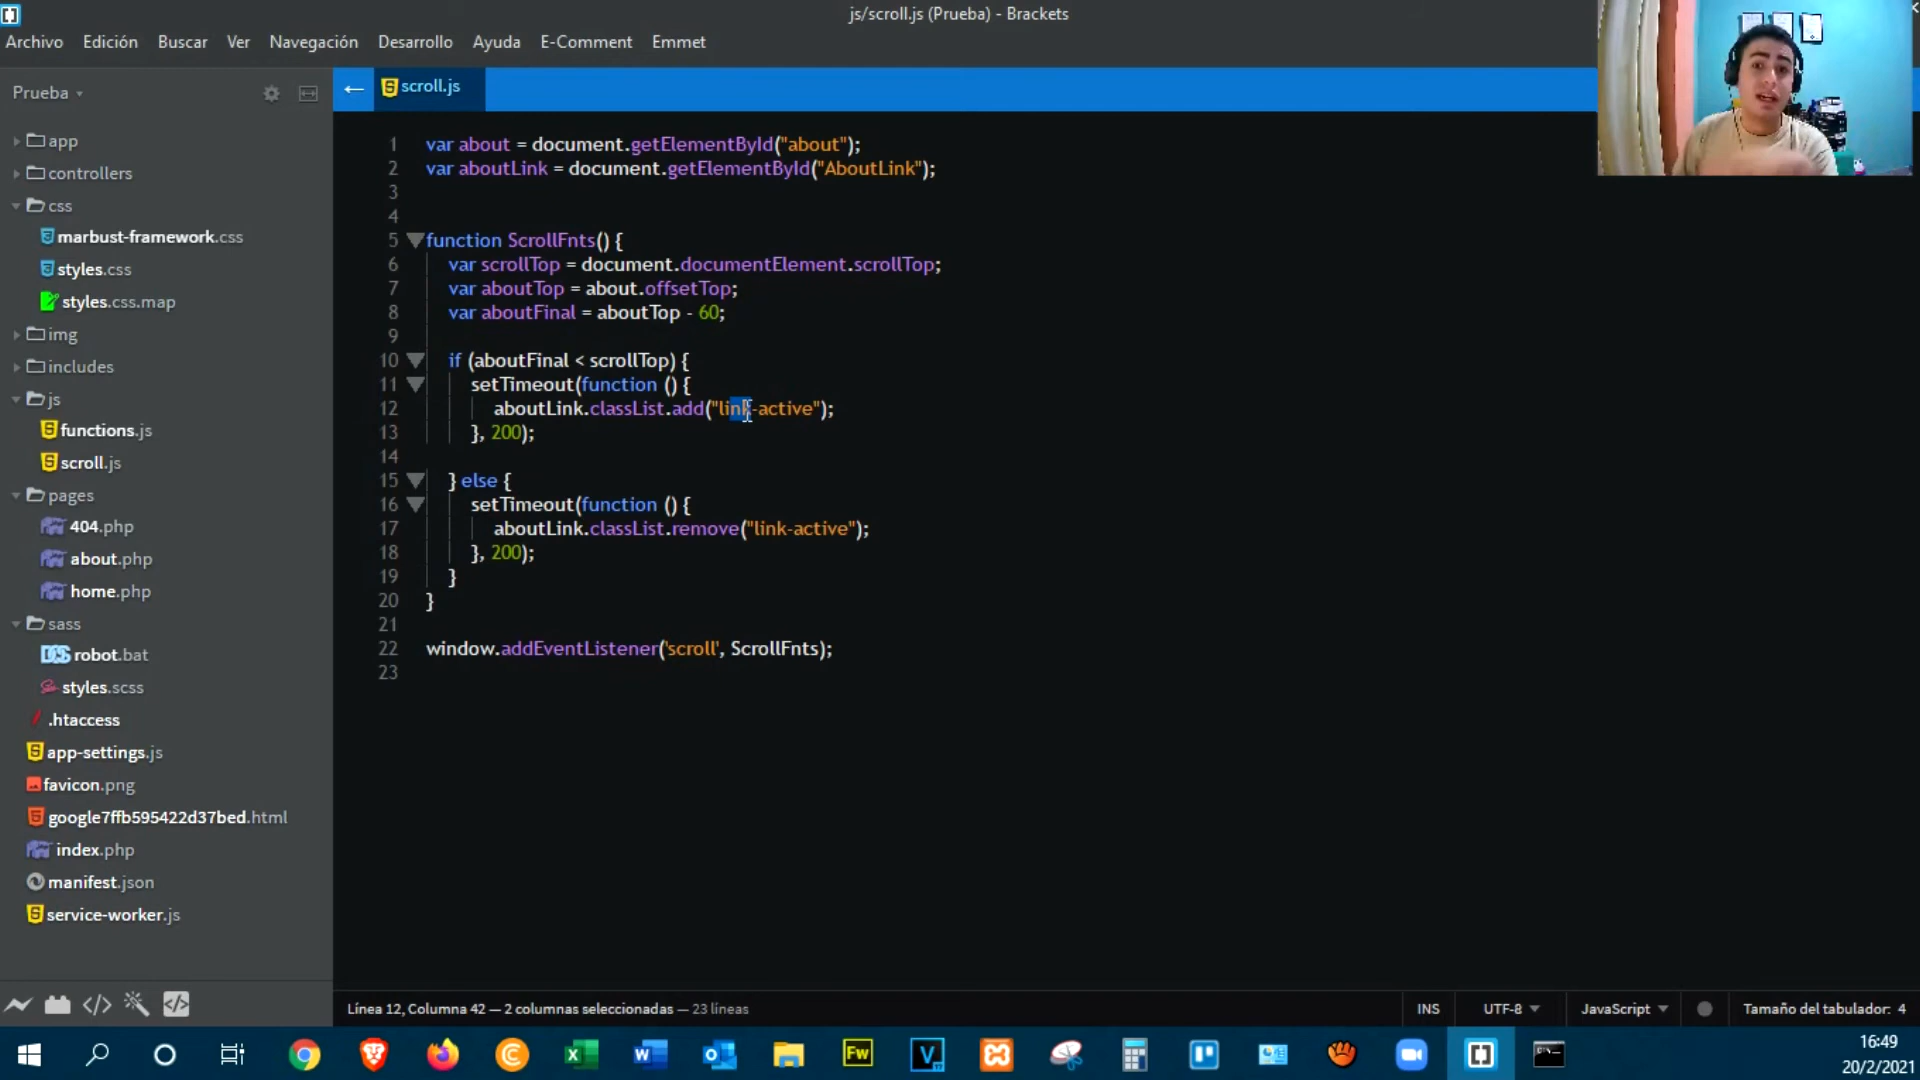 js/scroll.js (Prueba) - Brackets
Archivo Edición Buscar Ver Navegación Desarrollo Ayuda E-Comment Emmet
Prueba
app
controllers
css
marbust-framework.css
styles.css
styles.css.map
img
includes
js
functions.js
scroll.js
pages
404.php
about.php
home.php
sass
robot.bat
styles.scss
.htaccess
app-settings.js
favicon.png
google7ffb595422d37bed.html
index.php
manifest.json
service-worker.js
scroll.js
1 var about = document.getElementById("about");
2 var aboutLink = document.getElementById("AboutLink");
3
4
5 function ScrollFnts() {
6 var scrollTop = document.documentElement.scrollTop;
7 var aboutTop = about.offsetTop;
8 var aboutFinal = aboutTop - 60;
9
10 if (aboutFinal < scrollTop) {
11 setTimeout(function () {
12 aboutLink.classList.add("link-active");
13 }, 200);
14
15 } else {
16 setTimeout(function () {
17 aboutLink.classList.remove("link-active");
18 }, 200);
19 }
20 }
21
22 window.addEventListener('scroll', ScrollFnts);
23
Línea 12, Columna 42 — 2 columnas seleccionadas — 23 líneas
INS UTF-8 JavaScript Tamaño del tabulador: 4
Fw
16:49
20/2/2021